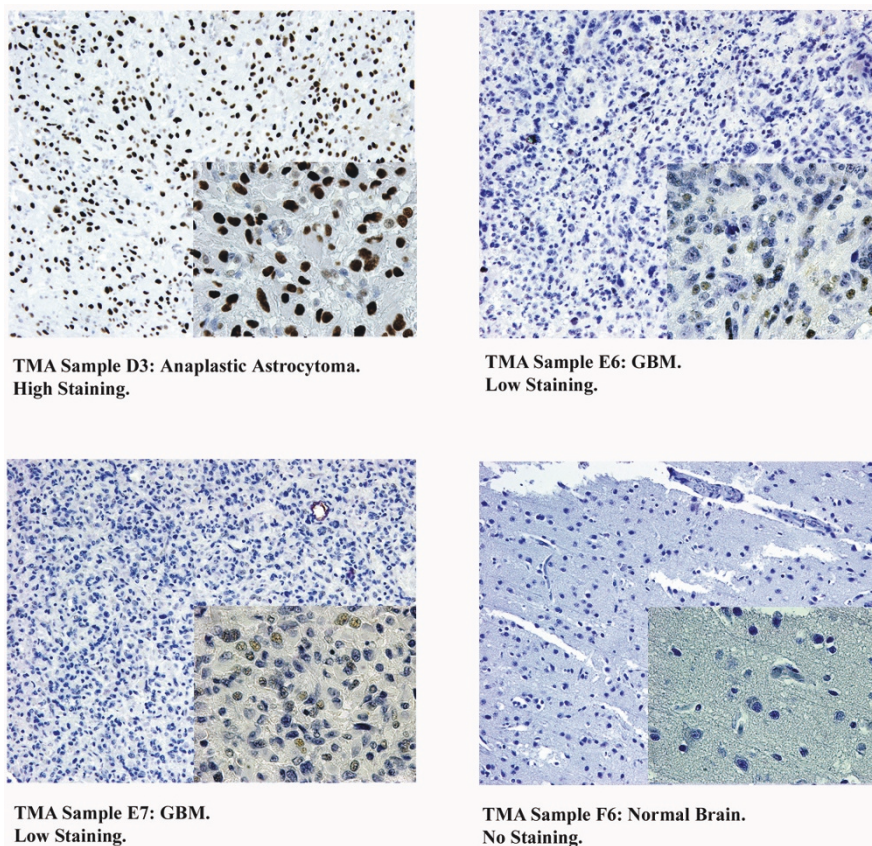 TMA Sample D3: Anaplastic Astrocytoma.
High Staining.
TMA Sample E6: GBM.
Low Staining.
TMA Sample E7: GBM.
Low Staining.
TMA Sample F6: Normal Brain.
No Staining.